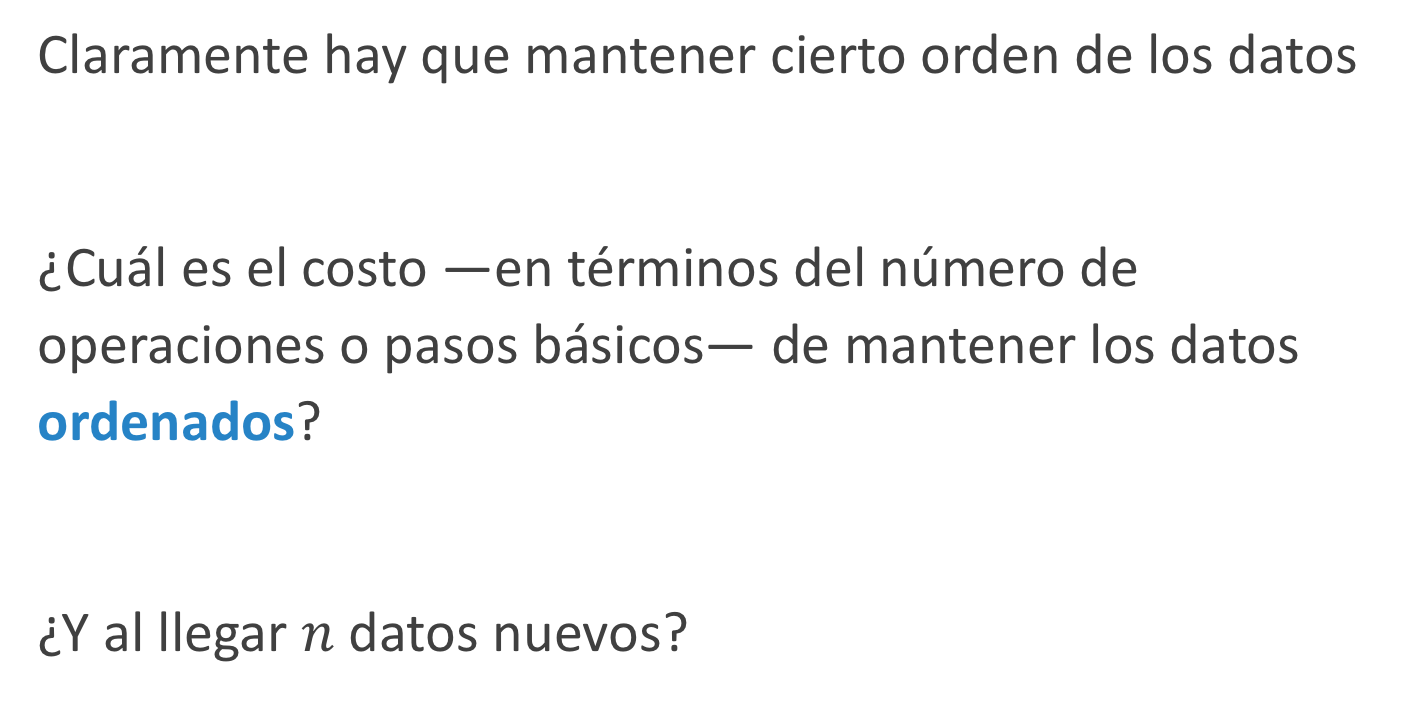 Claramente hay que mantener cierto orden de los datos
¿Cuál es el costo —en términos del número de
operaciones o pasos básicos— de mantener los datos
ordenados?
¿Y al llegar n datos nuevos?